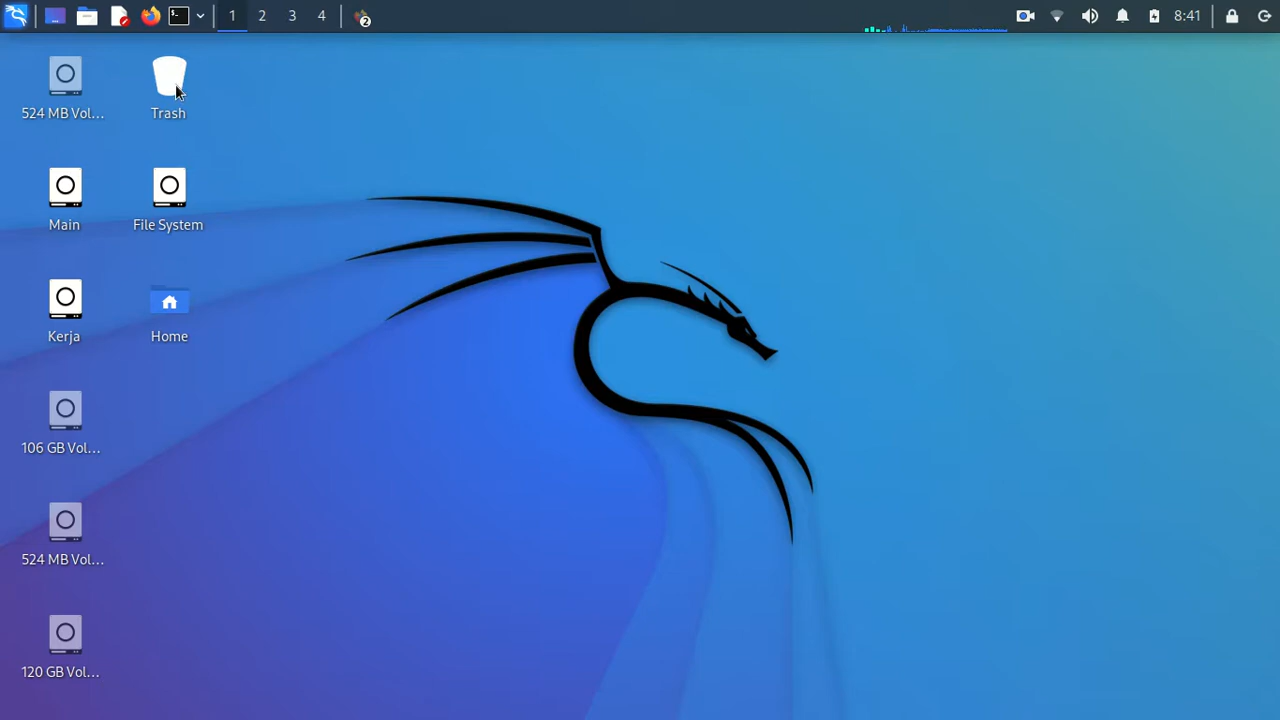 1 2 3 4 2 8:41
524 MB Vol... Trash
Main File System
Kerja Home
106 GB Vol...
524 MB Vol...
120 GB Vol...